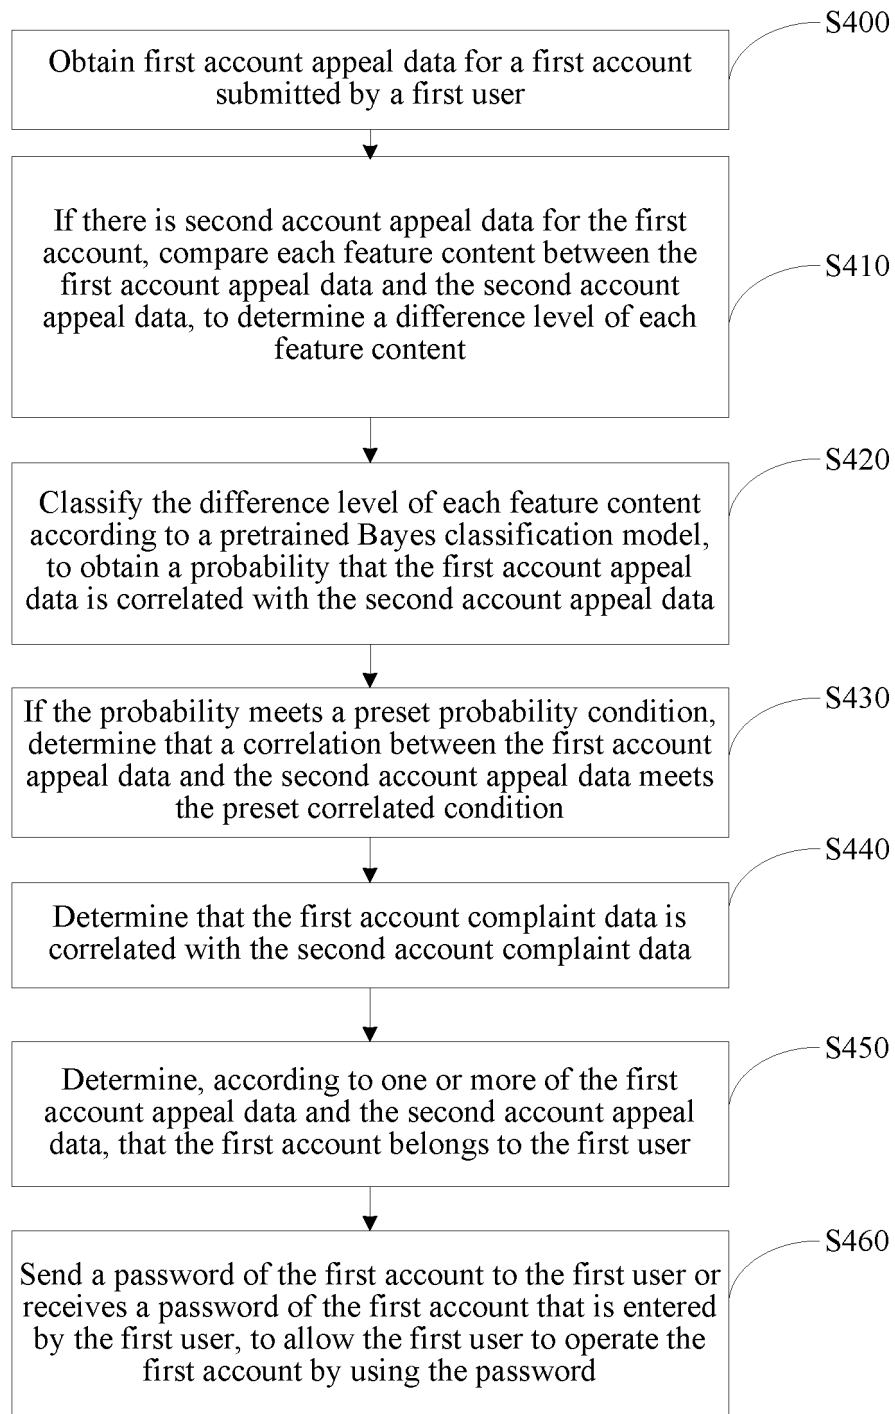 S400
Obtain first account appeal data for a first account
submitted by a first user
S410
If there is second account appeal data for the first
account, compare each feature content between the
first account appeal data and the second account
appeal data, to determine a difference level of each
feature content
S420
Classify the difference level of each feature content
according to a pretrained Bayes classification model,
to obtain a probability that the first account appeal
data is correlated with the second account appeal data
S430
If the probability meets a preset probability condition,
determine that a correlation between the first account
appeal data and the second account appeal data meets
the preset correlated condition
S440
Determine that the first account complaint data is
correlated with the second account complaint data
S450
Determine, according to one or more of the first
account appeal data and the second account appeal
data, that the first account belongs to the first user
S460
Send a password of the first account to the first user or
receives a password of the first account that is entered
by the first user, to allow the first user to operate the
first account by using the password